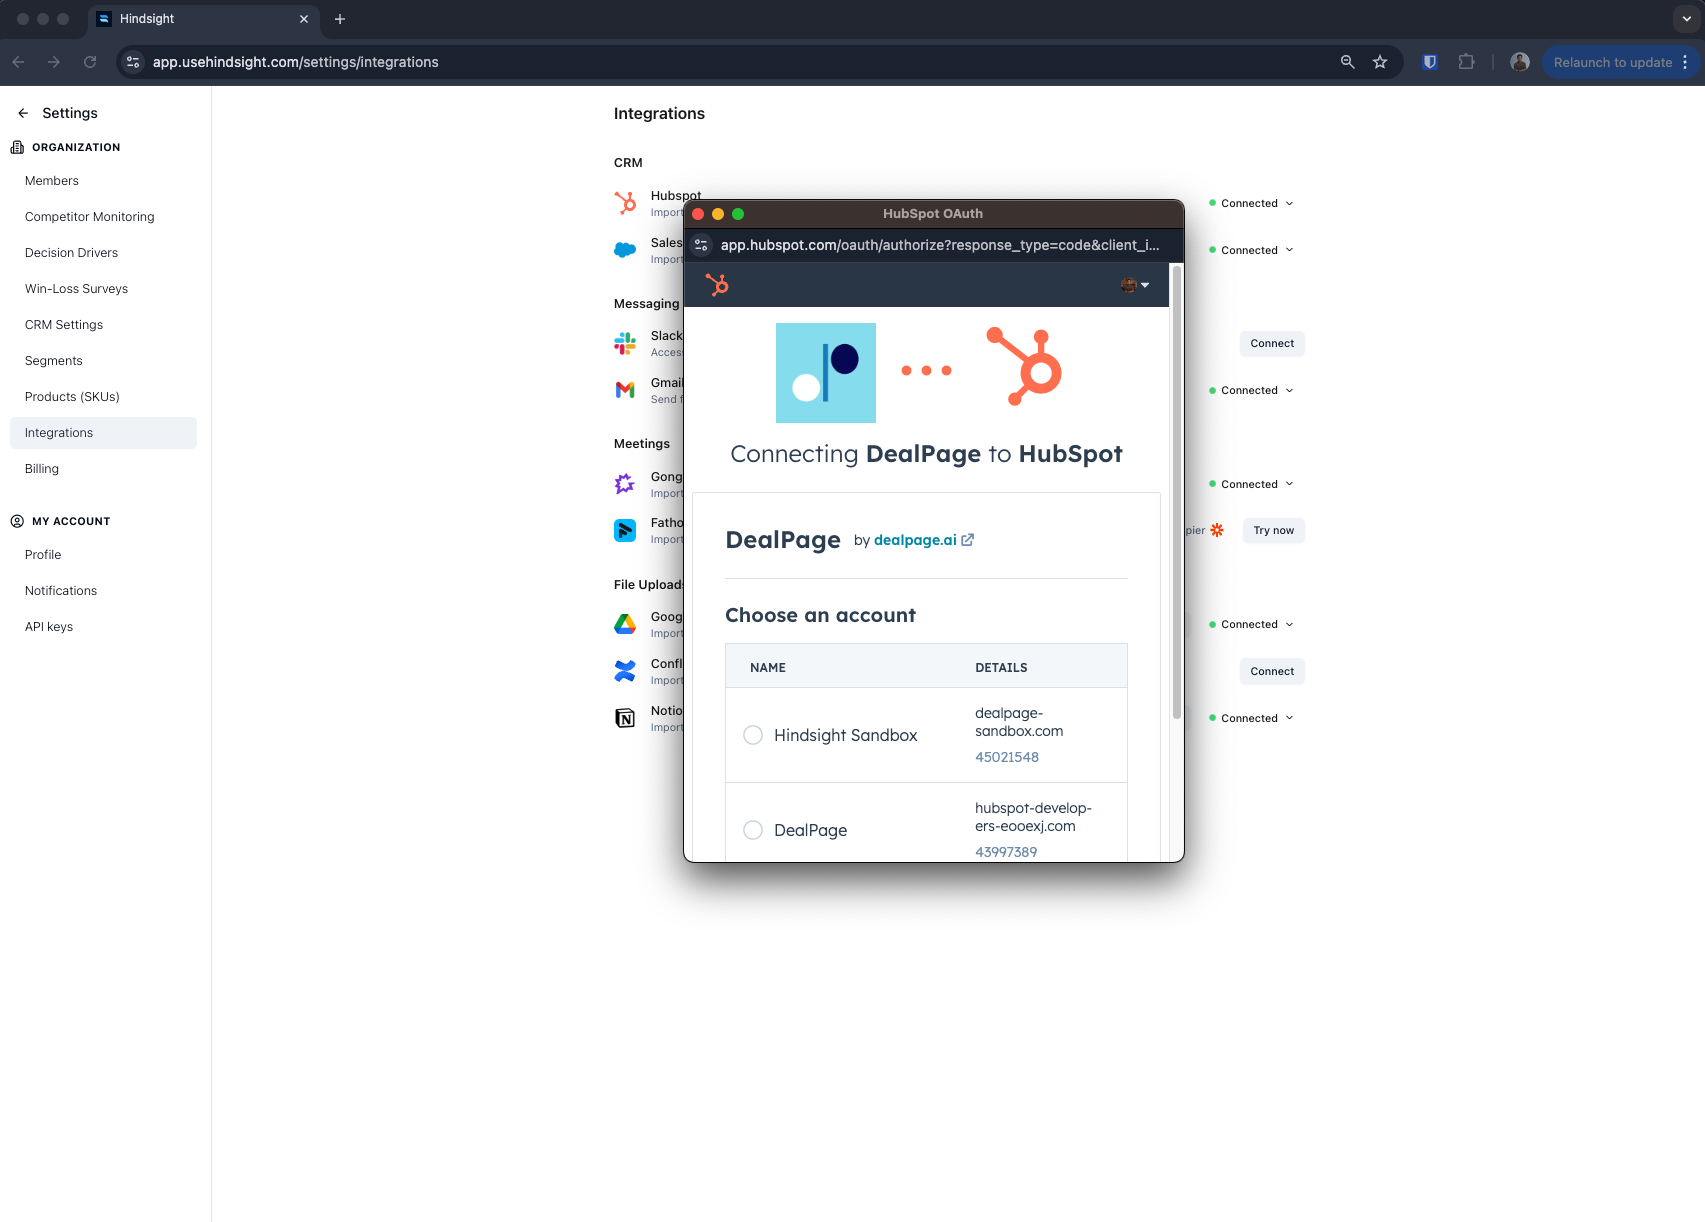 Hindsight
app.usehindsight.com/settings/integrations
Relaunch to update
Settings
ORGANIZATION
Members
Competitor Monitoring
Decision Drivers
Win-Loss Surveys
CRM Settings
Segments
Products (SKUs)
Integrations
Billing
MY ACCOUNT
Profile
Notifications
API keys
Integrations
CRM
Hubspot
Import
Connected
Sales
Import
Connected
Messaging
Slack
Access
Connect
Gmail
Send f
Connected
Meetings
Gong
Import
Connected
Fatho
Import
pier
Try now
File Uploads
Goog
Import
Connected
Confl
Import
Connect
Notio
Import
Connected
HubSpot OAuth
app.hubspot.com/oauth/authorize?response_type=code&client_i...
Connecting DealPage to HubSpot
DealPage by dealpage.ai
Choose an account
NAME DETAILS
Hindsight Sandbox
dealpage-
sandbox.com
45021548
DealPage
hubspot-develop-
ers-eooexj.com
43997389